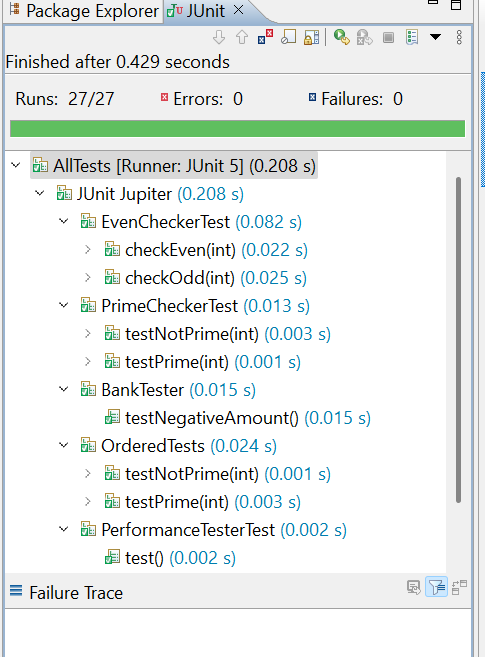 Package Explorer JUnit
Finished after 0.429 seconds
Runs: 27/27 Errors: 0 Failures: 0
AllTests [Runner: JUnit 5] (0.208 s)
JUnit Jupiter (0.208 s)
EvenCheckerTest (0.082 s)
checkEven(int) (0.022 s)
checkOdd(int) (0.025 s)
PrimeCheckerTest (0.013 s)
testNotPrime(int) (0.003 s)
testPrime(int) (0.001 s)
BankTester (0.015 s)
testNegativeAmount() (0.015 s)
OrderedTests (0.024 s)
testNotPrime(int) (0.001 s)
testPrime(int) (0.003 s)
PerformanceTesterTest (0.002 s)
test() (0.002 s)
Failure Trace